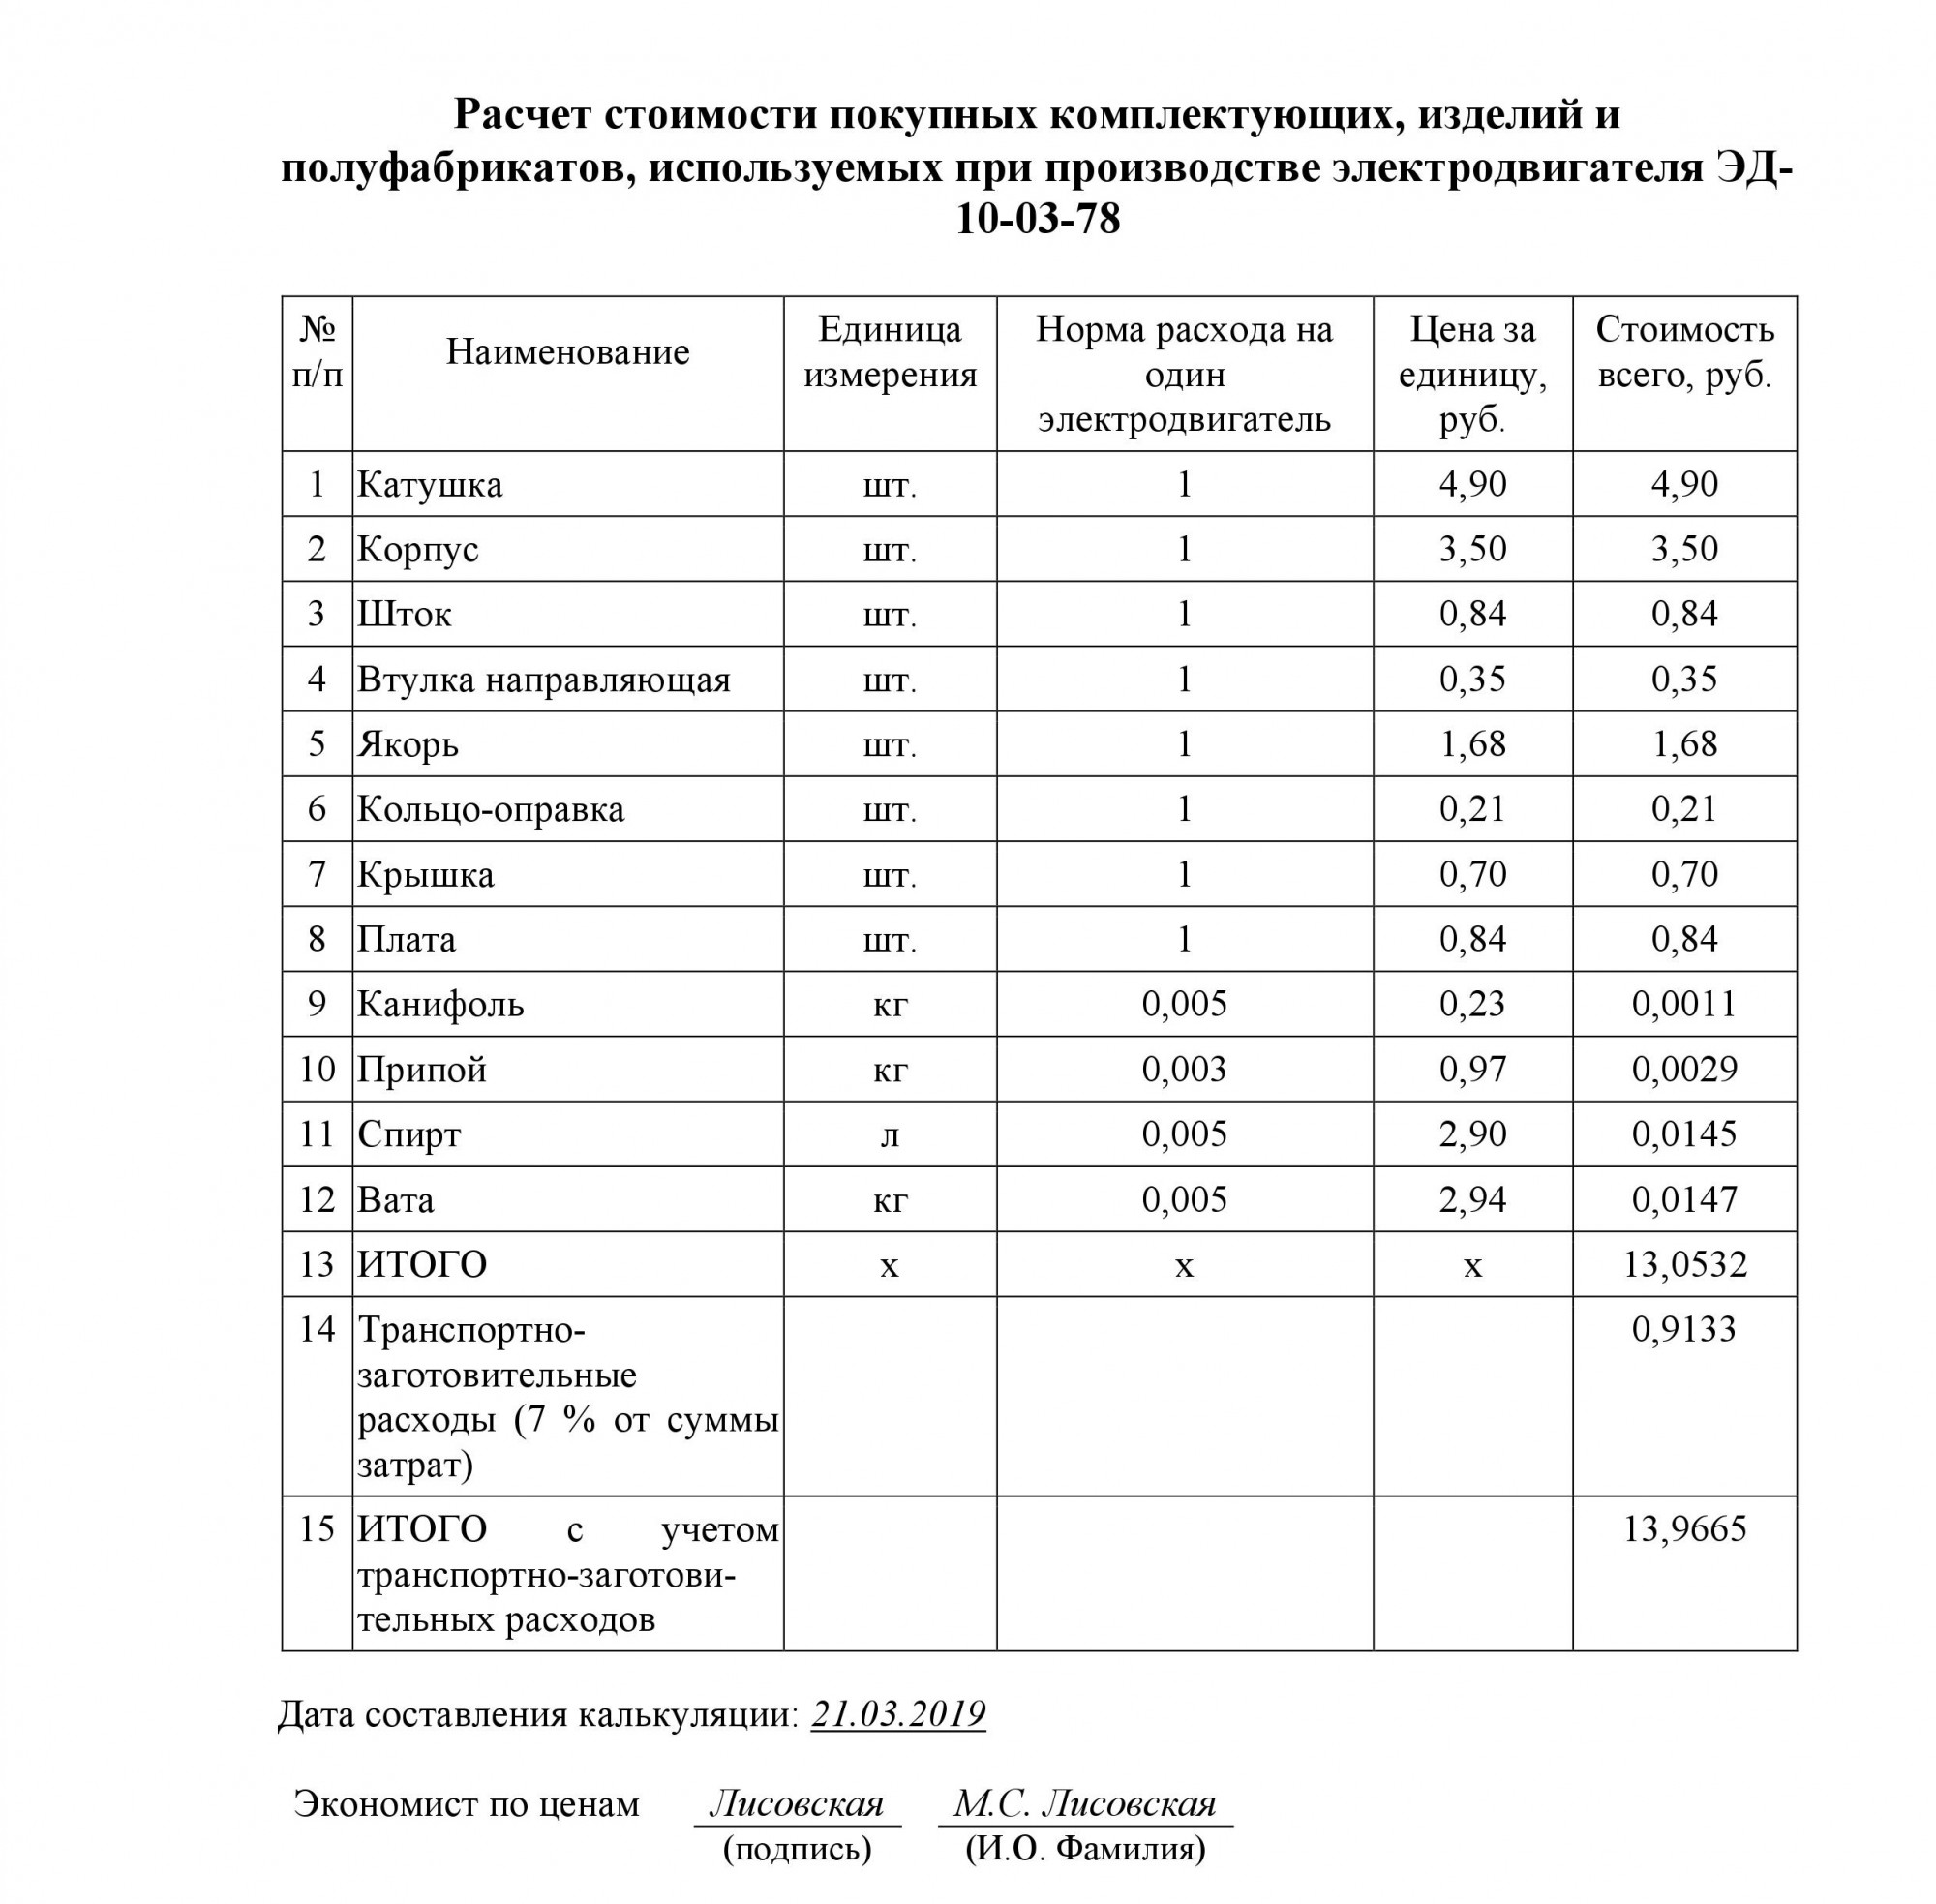 Расчет стоимости покупных комплектующих, изделий и
полуфабрикатов, используемых при производстве электродвигателя ЭД-
10-03-78
№ п/п Наименование Единица измерения Норма расхода на один электродвигатель Цена за единицу, руб. Стоимость всего, руб.
1 Катушка шт. 1 4,90 4,90
2 Корпус шт. 1 3,50 3,50
3 Шток шт. 1 0,84 0,84
4 Втулка направляющая шт. 1 0,35 0,35
5 Якорь шт. 1 1,68 1,68
6 Кольцо-оправка шт. 1 0,21 0,21
7 Крышка шт. 1 0,70 0,70
8 Плата шт. 1 0,84 0,84
9 Канифоль кг 0,005 0,23 0,0011
10 Припой кг 0,003 0,97 0,0029
11 Спирт л 0,005 2,90 0,0145
12 Вата кг 0,005 2,94 0,0147
13 ИТОГО х х х 13,0532
14 Транспортно- 0,9133
заготовительные
расходы (7 % от суммы
затрат)
15 ИТОГО с учетом 13,9665
транспортно-заготови-
тельных расходов
Дата составления калькуляции: 21.03.2019
Экономист по ценам Лисовская М.С. Лисовская
(подпись) (И.О. Фамилия)